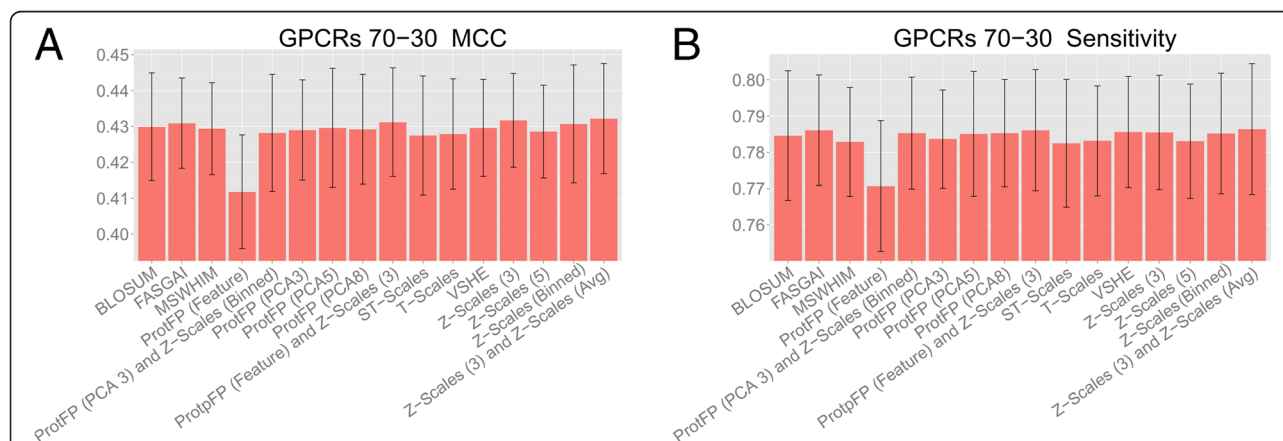 A
GPCRs 70-30 MCC
0.45
0.44
0.43
0.42
0.41
0.40
BLOSUM
FASGAI
MSWHIM
ProtFP (Feature)
ProtFP (PCA 3) and Z-Scales (Binned)
ProtFP (PCA3)
ProtFP (PCA5)
ProtFP (PCA8)
ProtpFP (Feature) and Z-Scales (3)
ST-Scales
T-Scales
VSHE
Z-Scales (3)
Z-Scales (5)
Z-Scales (Binned)
Z-Scales (3) and Z-Scales (Avg)
B
GPCRs 70-30 Sensitivity
0.80
0.79
0.78
0.77
0.76
BLOSUM
FASGAI
MSWHIM
ProtFP (Feature)
ProtFP (PCA 3) and Z-Scales (Binned)
ProtFP (PCA3)
ProtFP (PCA5)
ProtFP (PCA8)
ProtpFP (Feature) and Z-Scales (3)
ST-Scales
T-Scales
VSHE
Z-Scales (3)
Z-Scales (5)
Z-Scales (Binned)
Z-Scales (3) and Z-Scales (Avg)